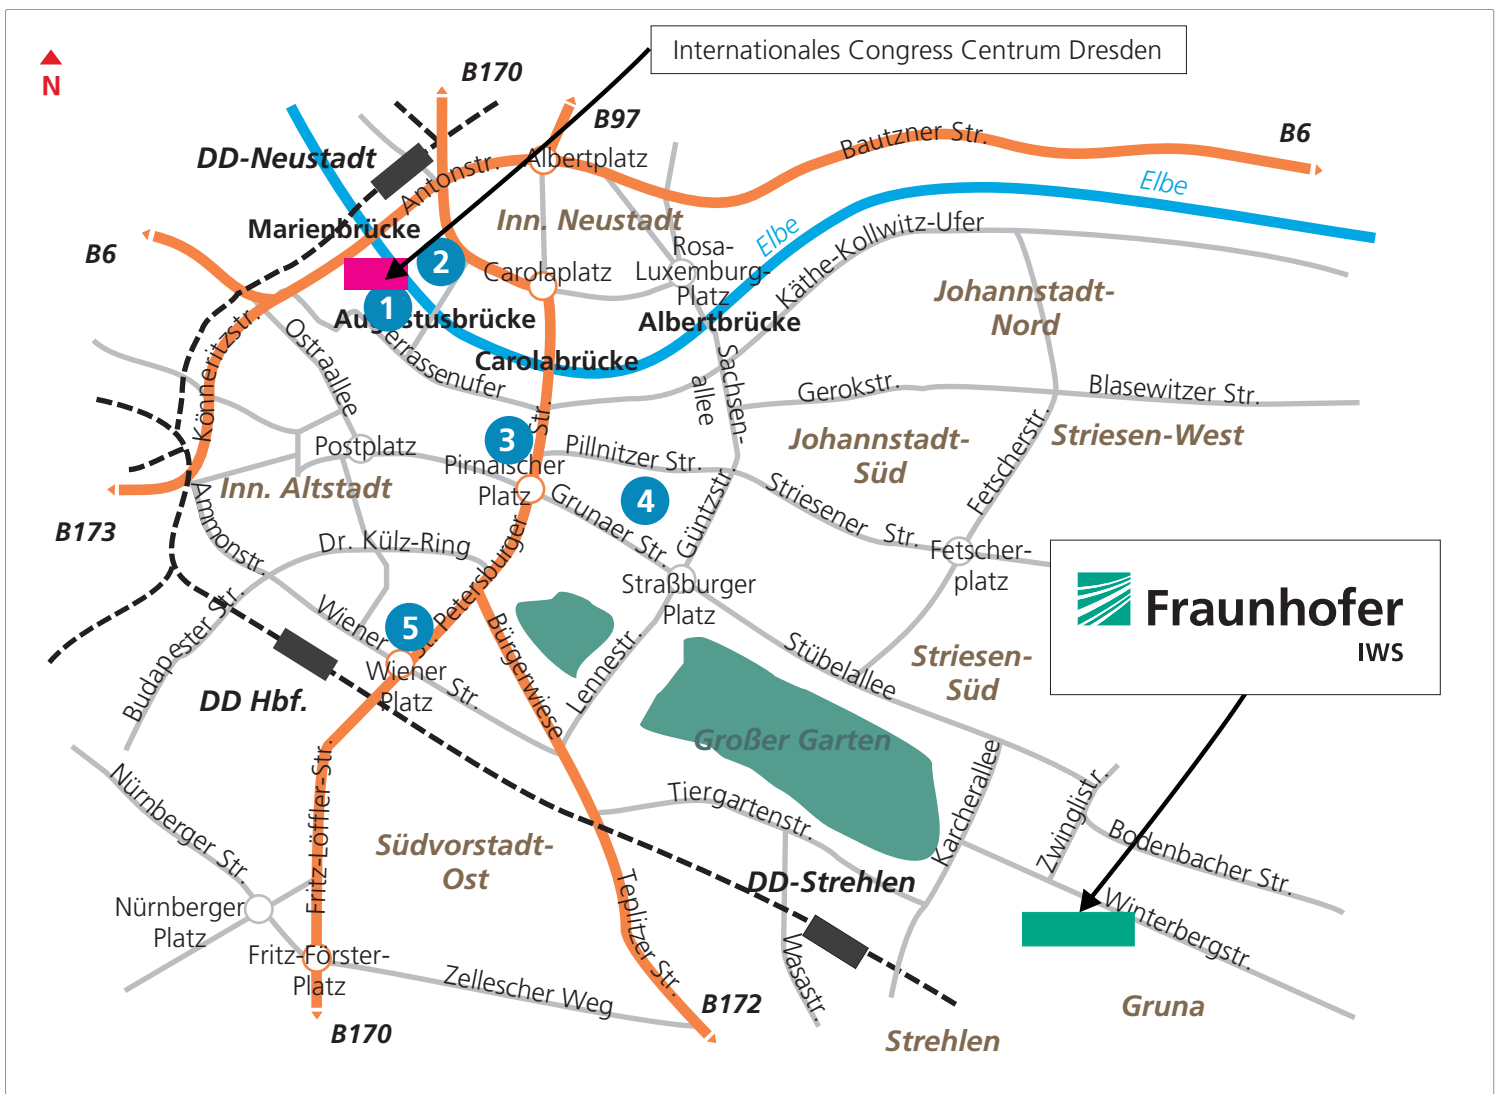 Internationales Congress Centrum Dresden
N
B170
B97
B6
Bautzner Str.
DD-Neustadt
Albertplatz
Antonstr.
Elbe
Marienbrücke
Inn. Neustadt
Elbe
Käthe-Kollwitz-Ufer
B6
2
Carolaplatz
Rosa-
Luxemburg-
Platz
Johannstadt-
Nord
1
Augustusbrücke
Albertbrücke
Könneritzstr.
Ostraallee
Terrassenufer
Carolabrücke
Sachsen-
allee
Gerokstr.
Blasewitzer Str.
3
Str.
Postplatz
Pirnaischer
Platz
Pillnitzer Str.
Johannstadt-
Süd
Fetscherstr.
Striesen-West
Inn. Altstadt
4
Grunaer Str.
Güntzstr.
Striesener Str.
B173
Ammonstr.
Dr. Külz-Ring
St. Petersburger
Fetscher-
platz
Fraunhofer
IWS
Straßburger
Platz
Budapester Str.
Wiener
Str.
5
Wiener
Platz
Bürgerwiese
Lennestr.
Stübelallee
Striesen-
Süd
DD Hbf.
Großer Garten
Nürnberger Str.
Fritz-Löffler-Str.
Tiergartenstr.
Karcherallee
Zwinglistr.
Bodenbacher Str.
Südvorstadt-
Ost
DD-Strehlen
Teplitzer Str.
Winterbergstr.
Nürnberger
Platz
Fritz-Förster-
Platz
Zellescher Weg
Wasastr.
B172
Gruna
B170
Strehlen